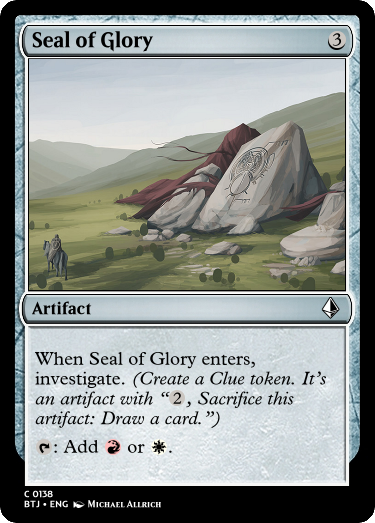 Seal of Glory 3
Artifact
When Seal of Glory enters,
investigate. (Create a Clue token. It's
an artifact with “2, Sacrifice this
artifact: Draw a card.”)
: Add or .
C 0138
BTJ • ENG Michael Allrich